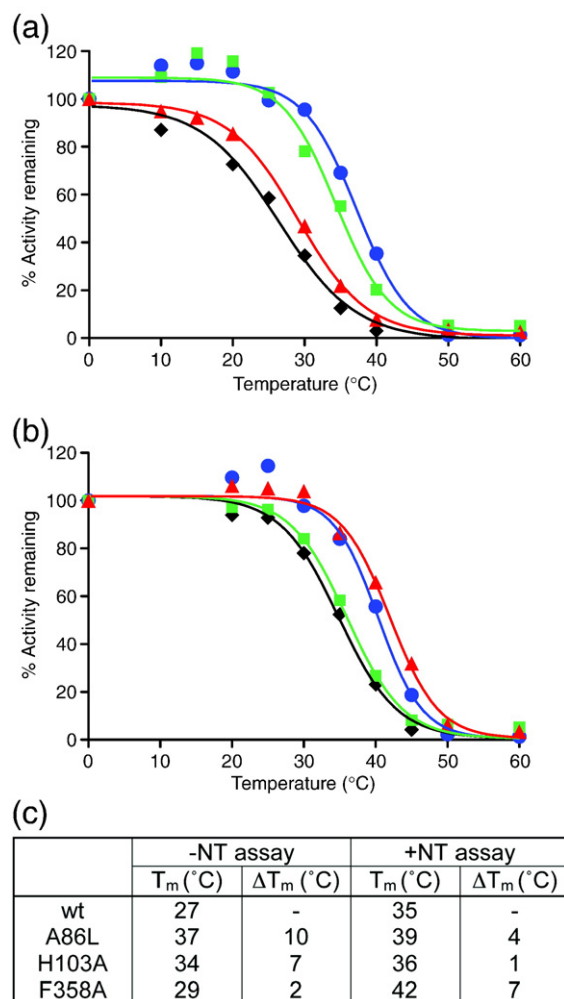 (a)
% Activity remaining
120
100
80
60
40
20
0
0 10 20 30 40 50 60
Temperature (°C)
(b)
% Activity remaining
120
100
80
60
40
20
0
0 10 20 30 40 50 60
Temperature (°C)
(c)
-NT assay +NT assay
Tm (°C) ΔTm (°C) Tm (°C) ΔTm (°C)
wt 27 - 35 -
A86L 37 10 39 4
H103A 34 7 36 1
F358A 29 2 42 7